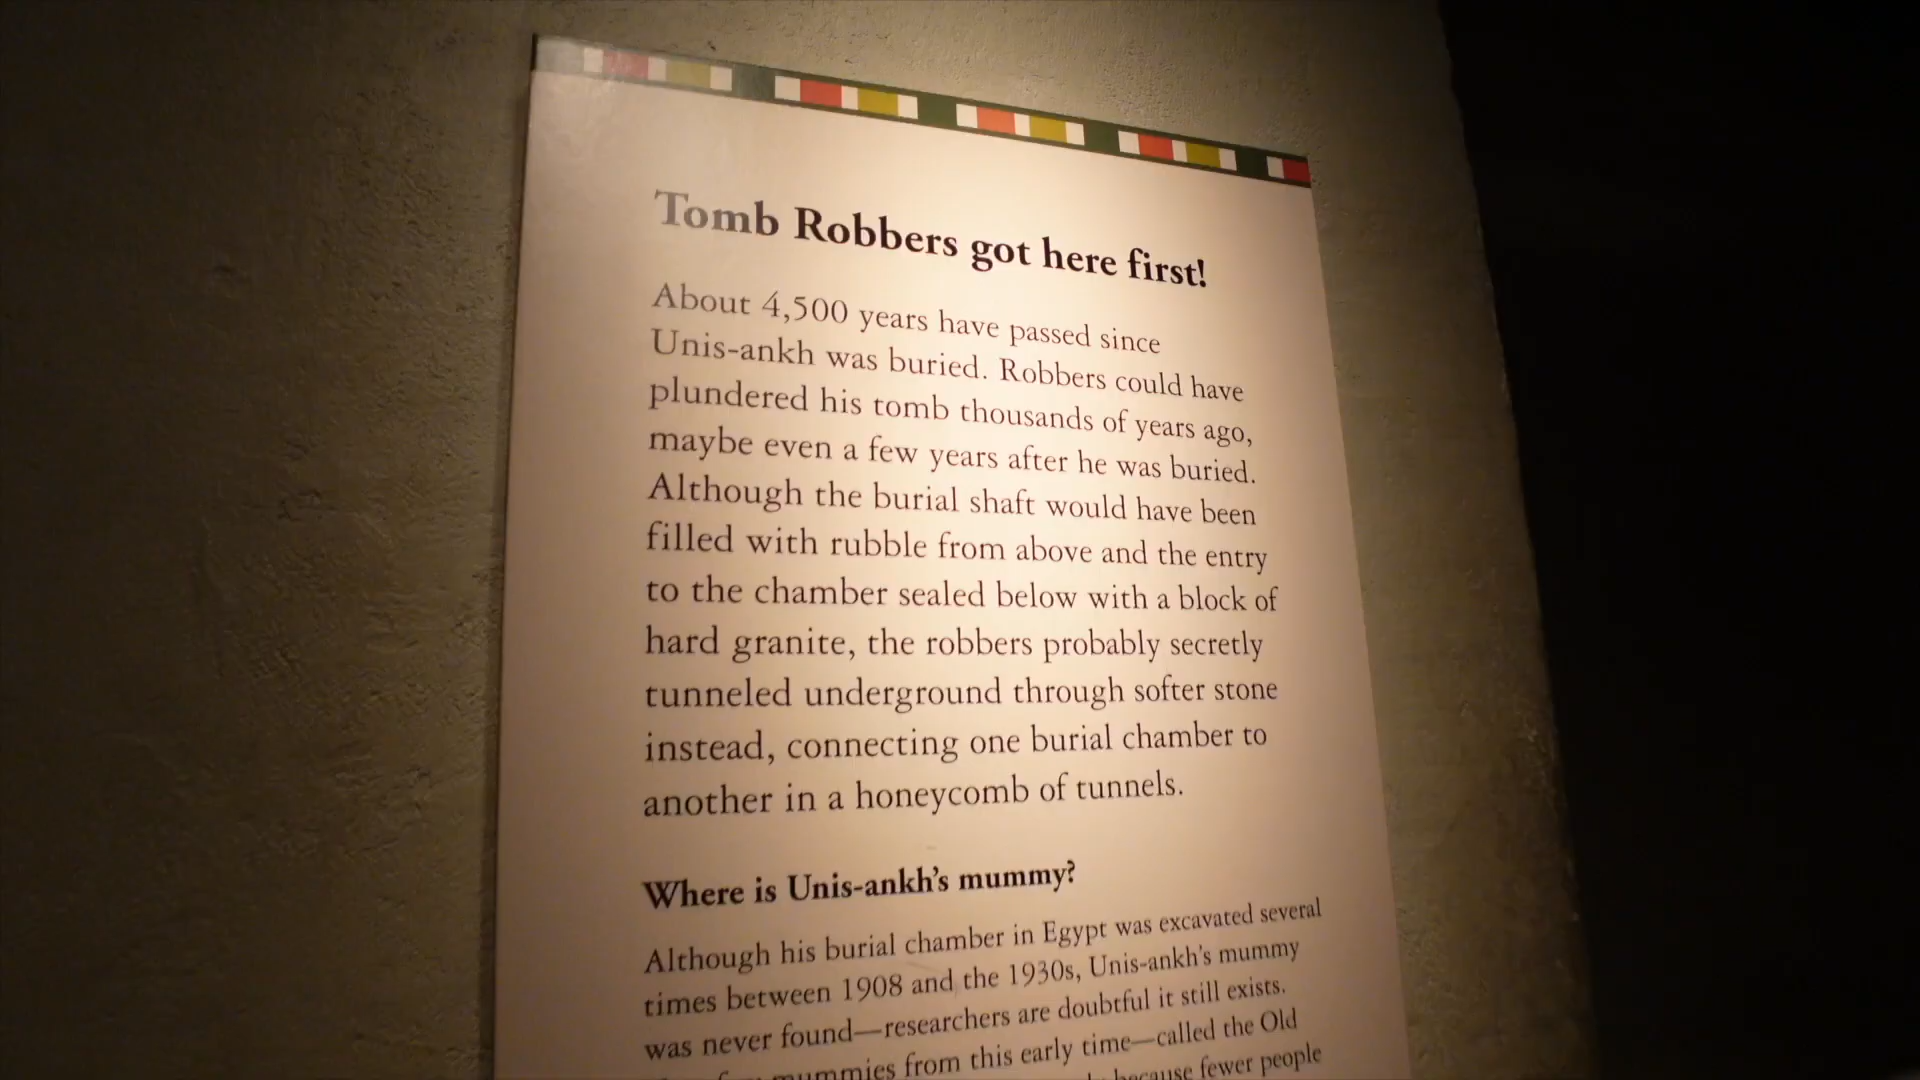 Tomb Robbers got here first!
About 4,500 years have passed since
Unis-ankh was buried. Robbers could have
plundered his tomb thousands of years ago,
maybe even a few years after he was buried.
Although the burial shaft would have been
filled with rubble from above and the entry
to the chamber sealed below with a block of
hard granite, the robbers probably secretly
tunneled underground through softer stone
instead, connecting one burial chamber to
another in a honeycomb of tunnels.
Where is Unis-ankh's mummy?
Although his burial chamber in Egypt was excavated several
times between 1908 and the 1930s, Unis-ankh's mummy
was never found—researchers are doubtful it still exists.
mummies from this early time—called the Old
because fewer people